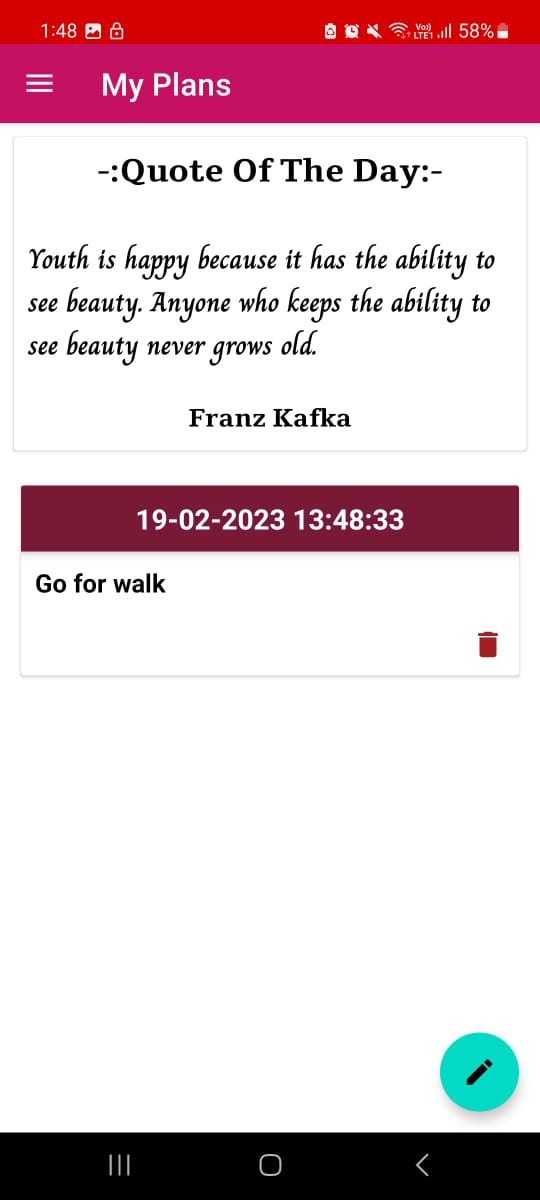 1:48 Vo)) LTE1 58%
My Plans
-:Quote Of The Day:-
Youth is happy because it has the ability to
see beauty. Anyone who keeps the ability to
see beauty never grows old.
Franz Kafka
19-02-2023 13:48:33
Go for walk